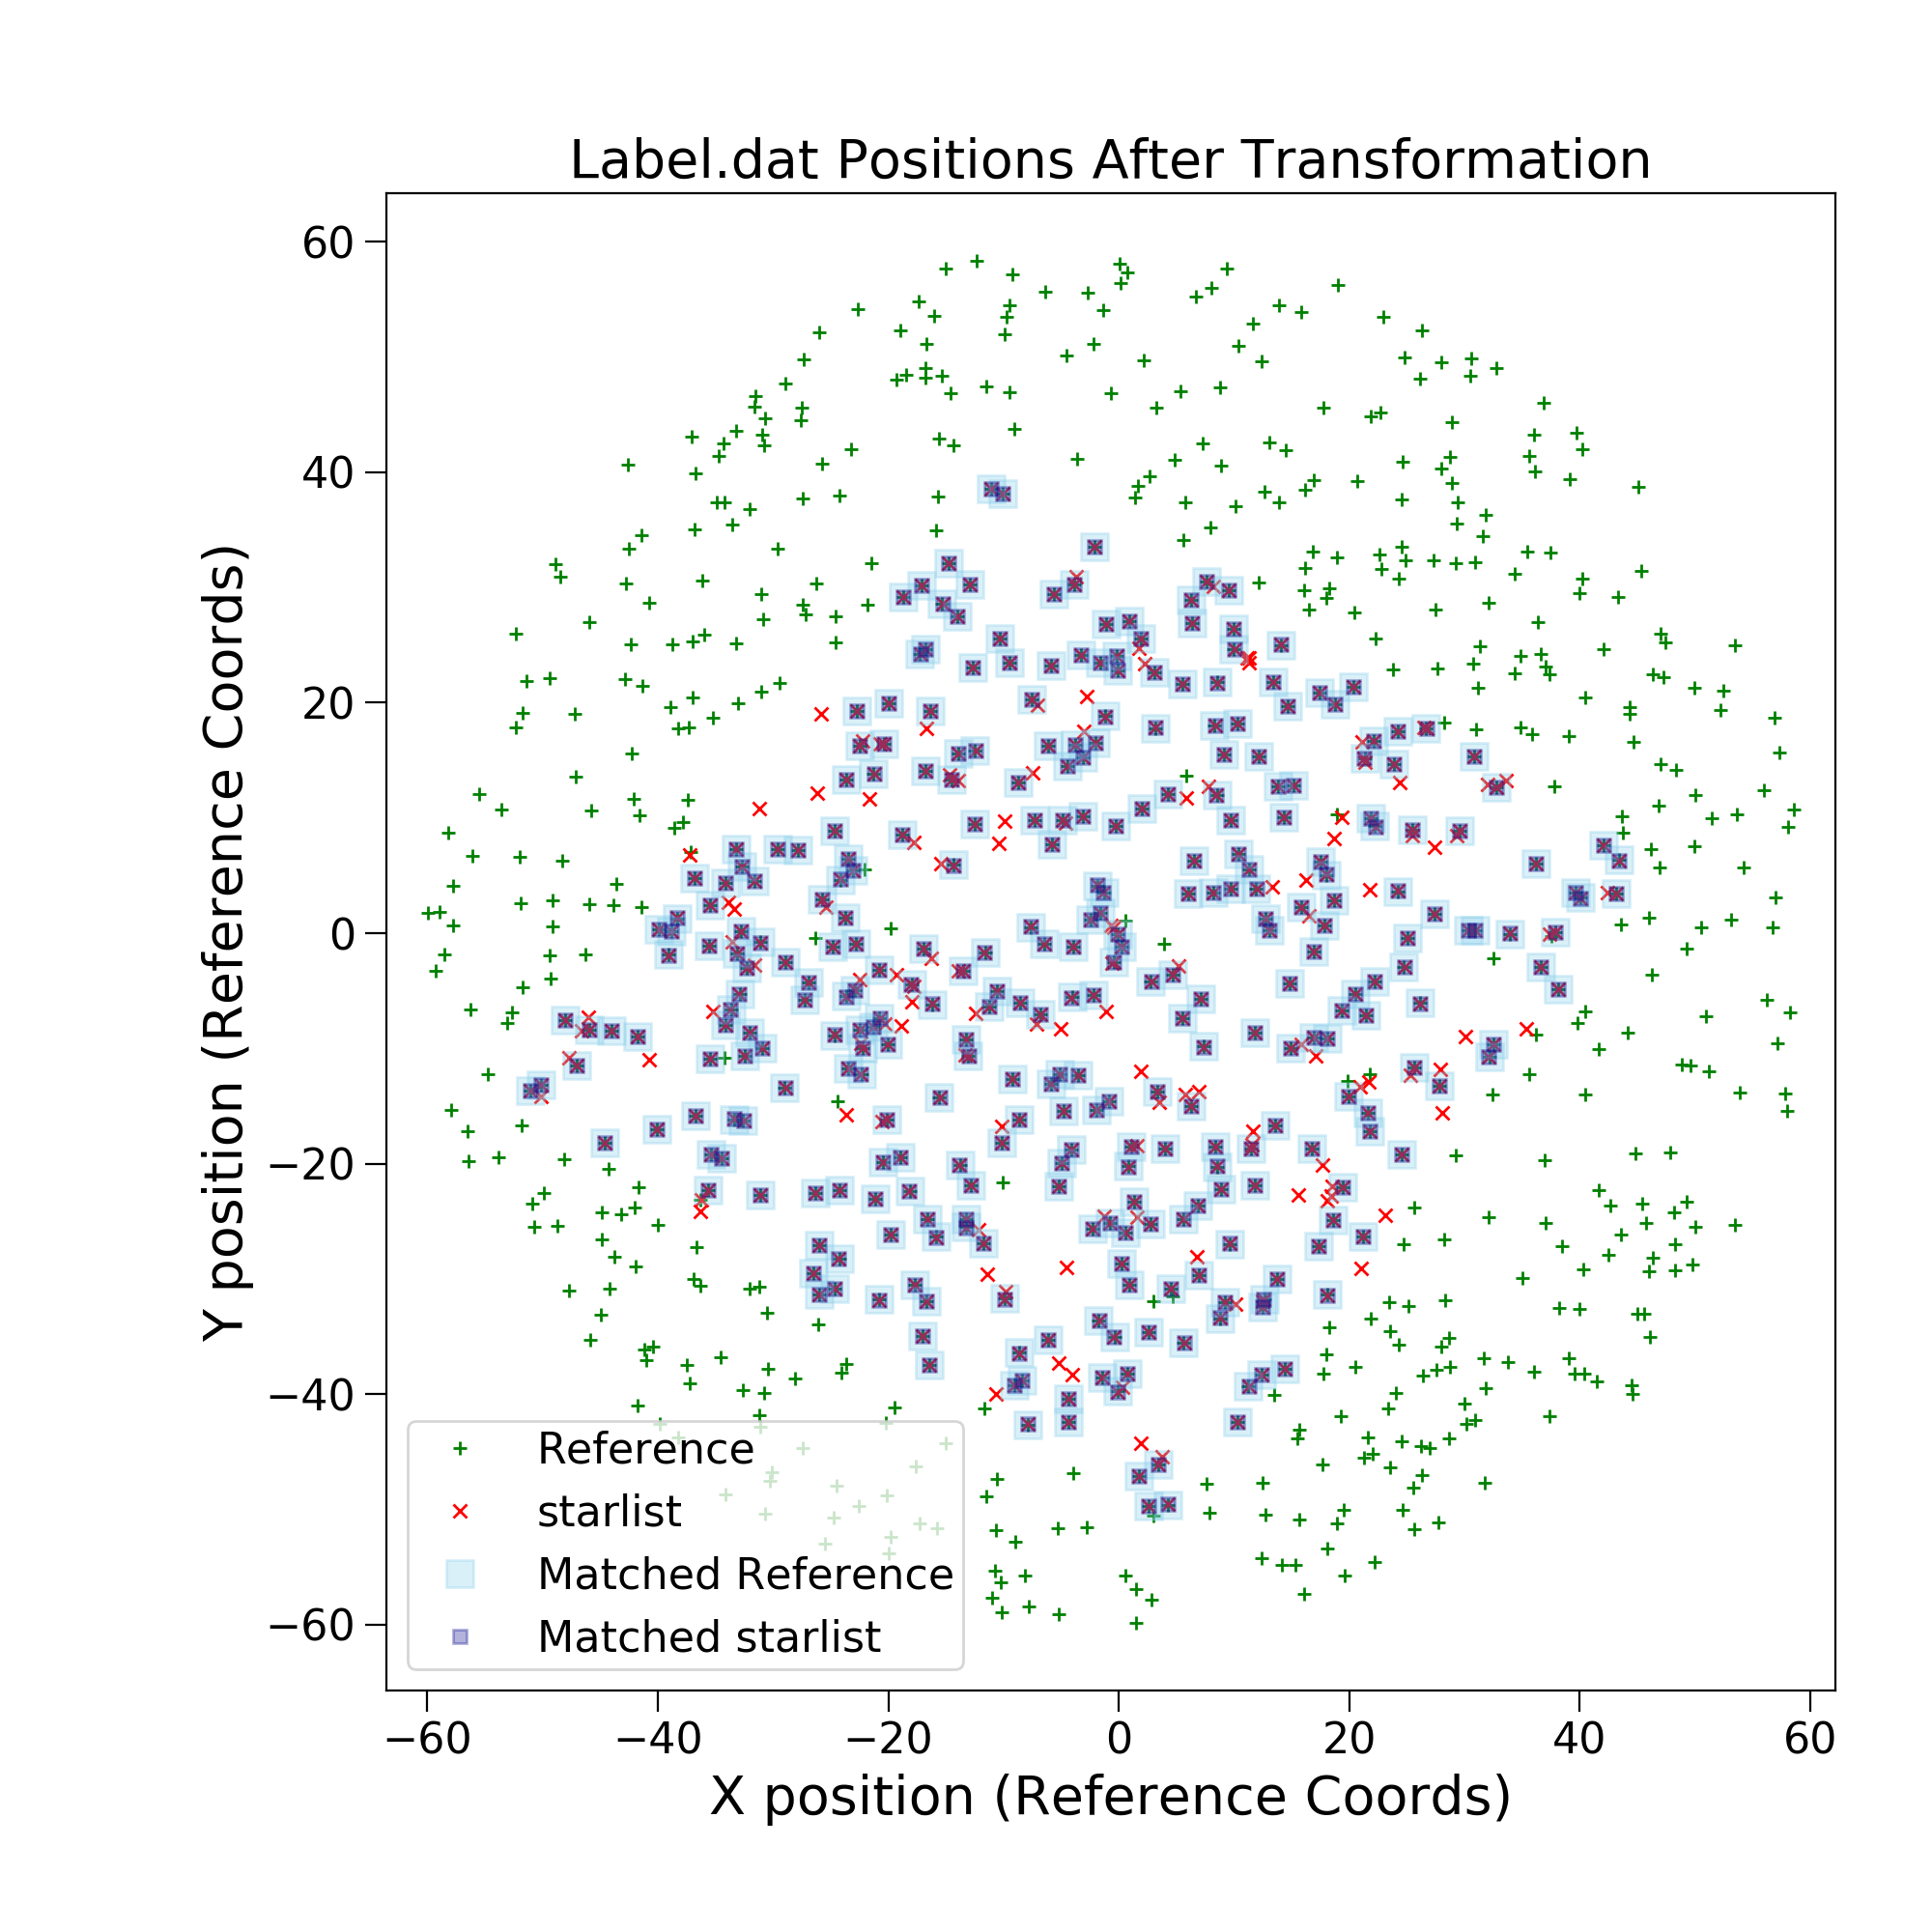 Label.dat Positions After Transformation
60
40
20
0
−20
−40
−60
Y position (Reference Coords)
Reference
starlist
Matched Reference
Matched starlist
−60 −40 −20 0 20 40 60
X position (Reference Coords)